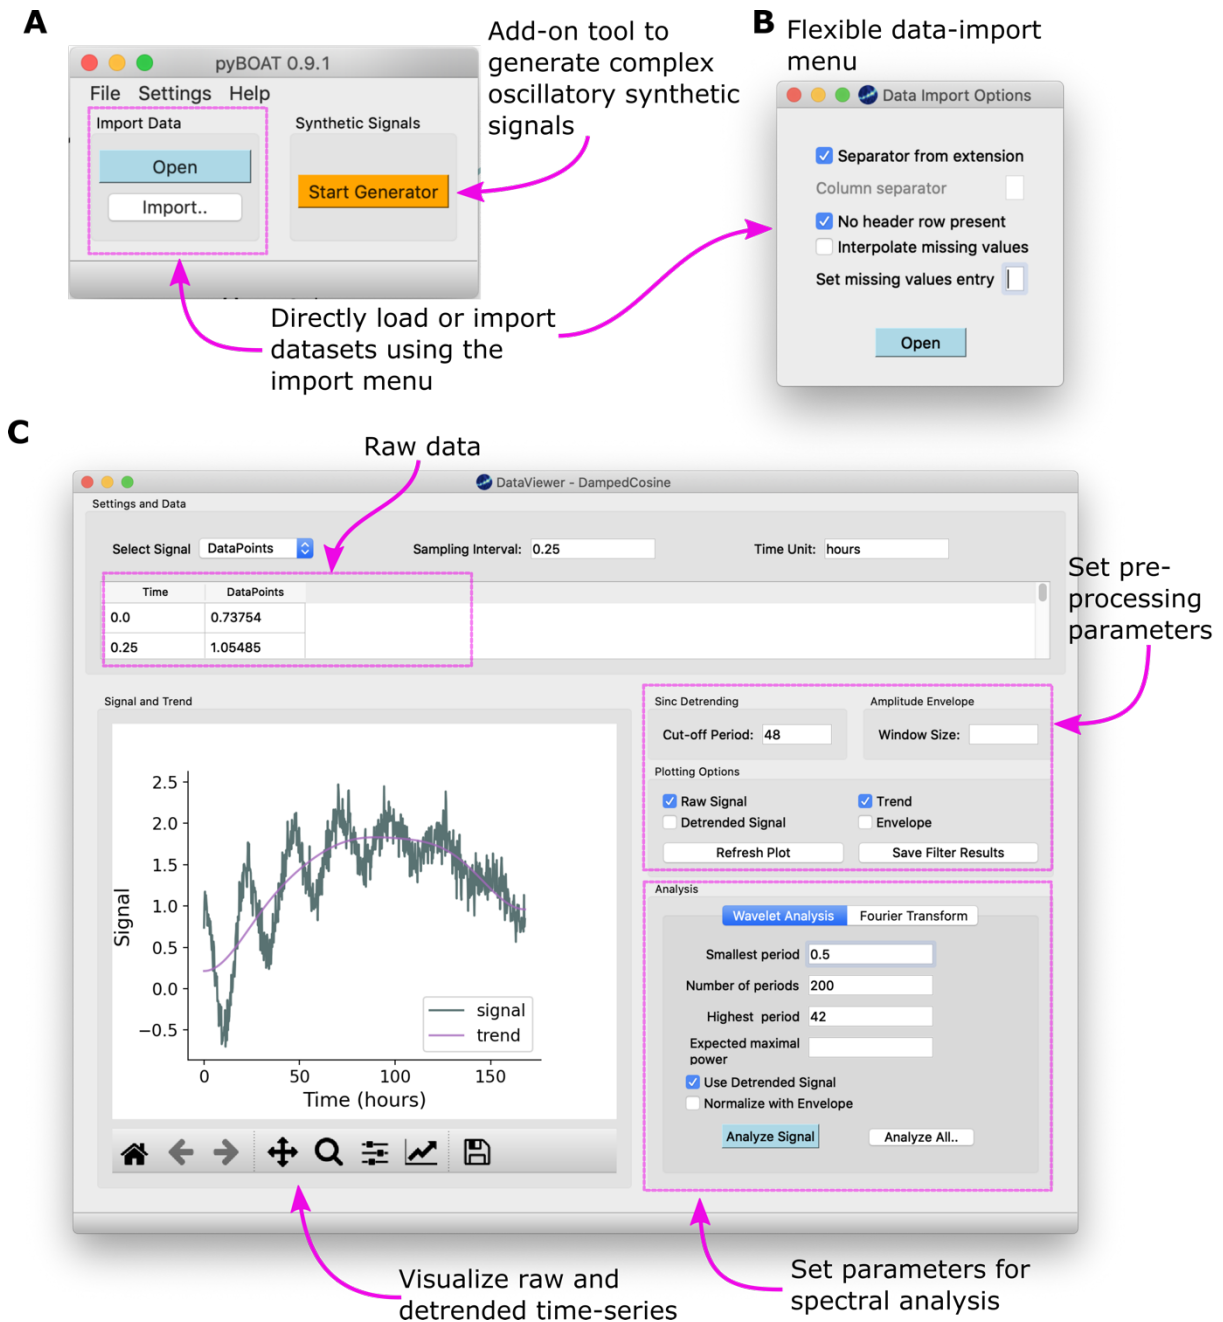 A
pyBOAT 0.9.1
File Settings Help
Import Data
Open
Import..
Synthetic Signals
Start Generator
Add-on tool to
generate complex
oscillatory synthetic
signals
Directly load or import
datasets using the
import menu
B
Flexible data-import
menu
Data Import Options
Separator from extension
Column separator
No header row present
Interpolate missing values
Set missing values entry
Open
C
Raw data
DataViewer - DampedCosine
Settings and Data
Select Signal DataPoints Sampling Interval: 0.25 Time Unit: hours
Time DataPoints
0.0 0.73754
0.25 1.05485
Set pre-
processing
parameters
Signal and Trend
2.5
2.0
1.5
1.0
0.5
0.0
−0.5
Signal
signal
trend
0 50 100 150
Time (hours)
Sinc Detrending
Cut-off Period: 48
Amplitude Envelope
Window Size:
Plotting Options
Raw Signal Trend
Detrended Signal Envelope
Refresh Plot Save Filter Results
Analysis
Wavelet Analysis Fourier Transform
Smallest period 0.5
Number of periods 200
Highest period 42
Expected maximal
power
Use Detrended Signal
Normalize with Envelope
Analyze Signal Analyze All..
Visualize raw and
detrended time-series
Set parameters for
spectral analysis